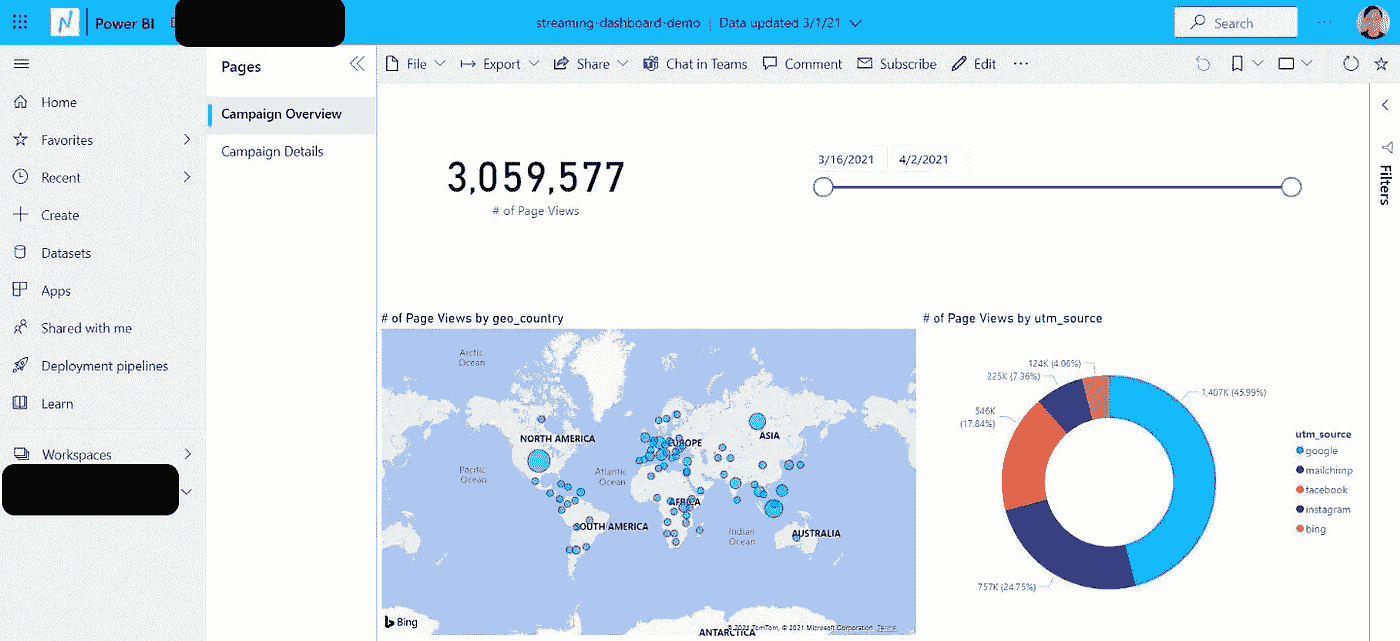 Power BI
streaming-dashboard-demo | Data updated 3/1/21
Search
Home
Favorites
Recent
Create
Datasets
Apps
Shared with me
Deployment pipelines
Learn
Workspaces
Pages
Campaign Overview
Campaign Details
File
Export
Share
Chat in Teams
Comment
Subscribe
Edit
3,059,577
# of Page Views
3/16/2021
4/2/2021
Filters
# of Page Views by geo_country
Arctic
Ocean
NORTH AMERICA
EUROPE
ASIA
Pacific
Ocean
Atlantic
Ocean
AFRICA
SOUTH AMERICA
Indian
Ocean
AUSTRALIA
ANTARCTICA
Bing
© 2021 TomTom, © 2021 Microsoft Corporation Terms
# of Page Views by utm_source
124K (4.06%)
225K (7.36%)
546K
(17.84%)
1,407K (45.99%)
757K (24.75%)
utm_source
google
mailchimp
facebook
instagram
bing